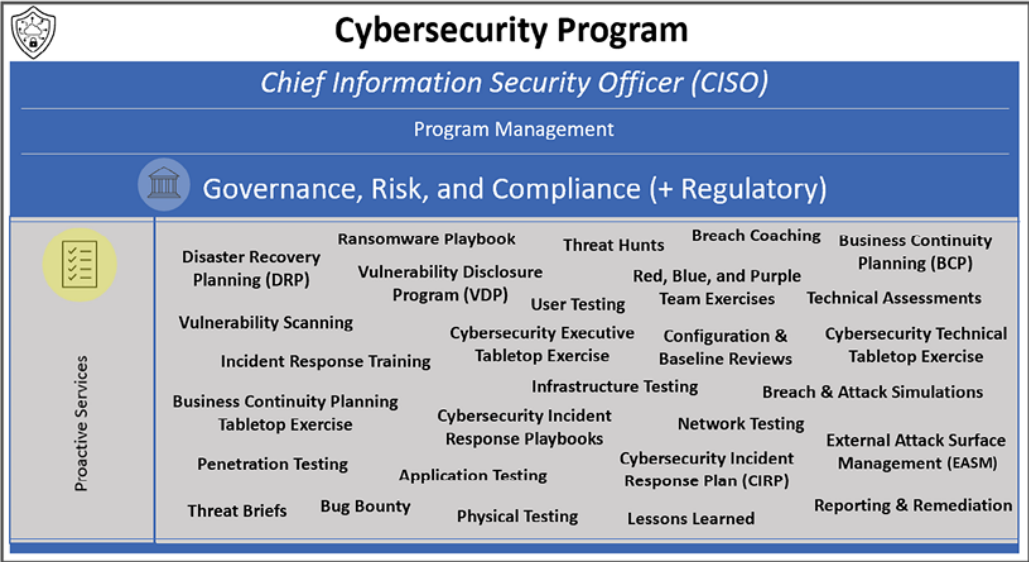 Cybersecurity Program
Chief Information Security Officer (CISO)
Program Management
Governance, Risk, and Compliance (+ Regulatory)
Proactive Services
Disaster Recovery
Planning (DRP)
Ransomware Playbook
Threat Hunts
Breach Coaching
Business Continuity
Planning (BCP)
Vulnerability Disclosure
Program (VDP)
User Testing
Red, Blue, and Purple
Team Exercises
Technical Assessments
Vulnerability Scanning
Cybersecurity Executive
Tabletop Exercise
Configuration &
Baseline Reviews
Cybersecurity Technical
Tabletop Exercise
Incident Response Training
Infrastructure Testing
Breach & Attack Simulations
Business Continuity Planning
Tabletop Exercise
Cybersecurity Incident
Response Playbooks
Network Testing
External Attack Surface
Management (EASM)
Penetration Testing
Application Testing
Cybersecurity Incident
Response Plan (CIRP)
Threat Briefs
Bug Bounty
Physical Testing
Lessons Learned
Reporting & Remediation